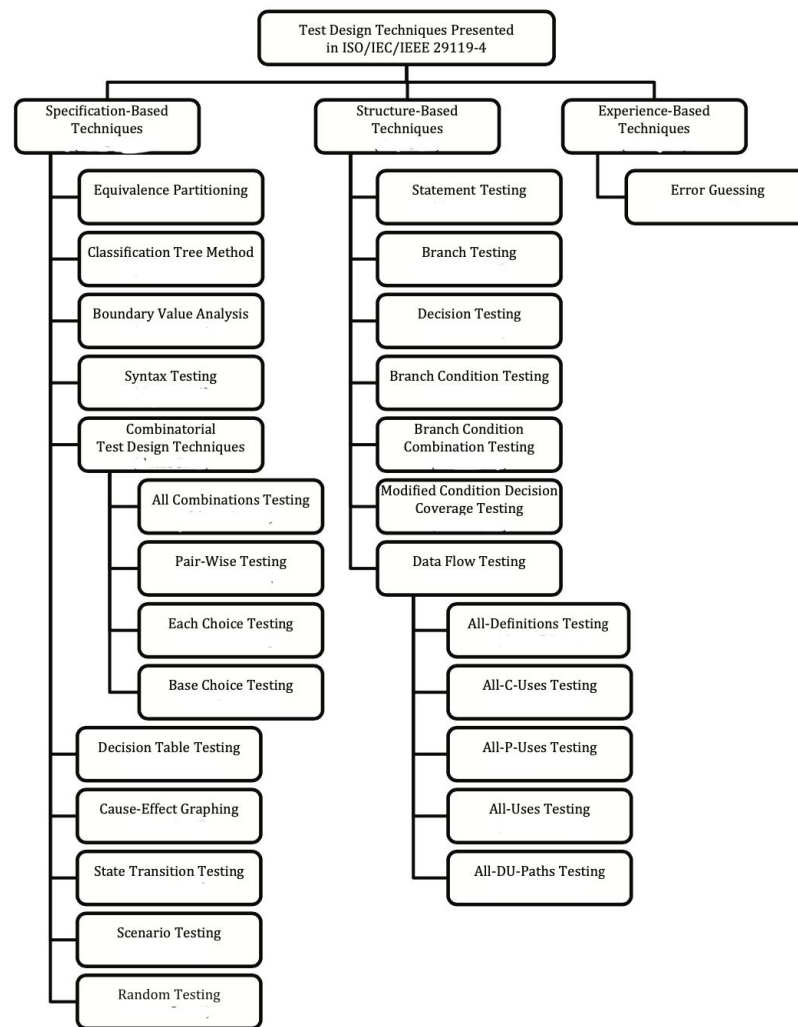 Test Design Techniques Presented
in ISO/IEC/IEEE 29119-4
Specification-Based
Techniques
Structure-Based
Techniques
Experience-Based
Techniques
Equivalence Partitioning
Classification Tree Method
Boundary Value Analysis
Syntax Testing
Combinatorial
Test Design Techniques
All Combinations Testing
Pair-Wise Testing
Each Choice Testing
Base Choice Testing
Decision Table Testing
Cause-Effect Graphing
State Transition Testing
Scenario Testing
Random Testing
Statement Testing
Branch Testing
Decision Testing
Branch Condition Testing
Branch Condition
Combination Testing
Modified Condition Decision
Coverage Testing
Data Flow Testing
All-Definitions Testing
All-C-Uses Testing
All-P-Uses Testing
All-Uses Testing
All-DU-Paths Testing
Error Guessing